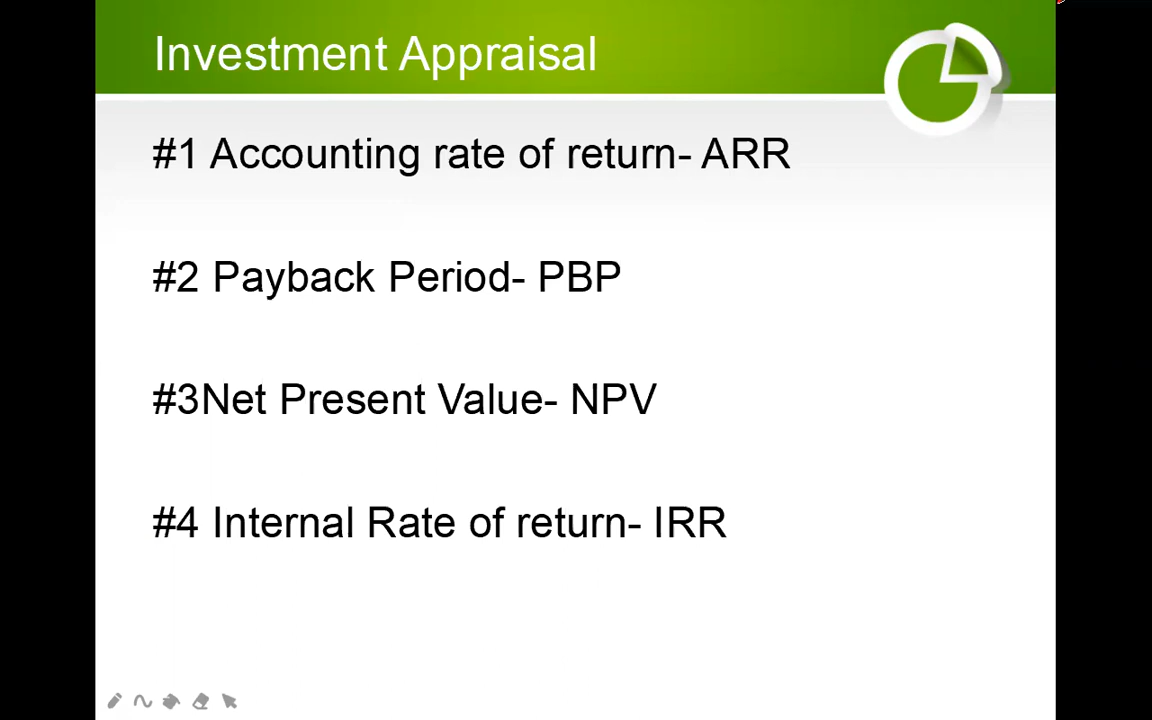 Investment Appraisal
#1 Accounting rate of return- ARR
#2 Payback Period- PBP
#3Net Present Value- NPV
#4 Internal Rate of return- IRR